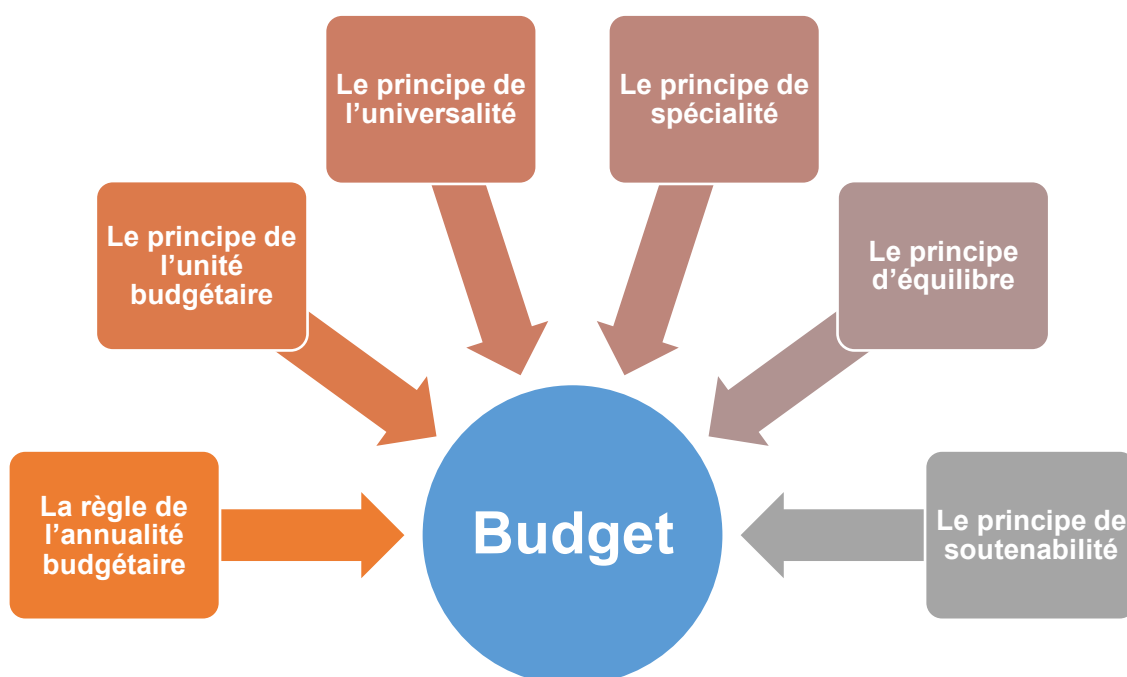 Le principe de
l’universalité
Le principe de
spécialité
Le principe de
l’unité
budgétaire
Le principe
d’équilibre
La règle de
l’annualité
budgétaire
Budget
Le principe de
soutenabilité